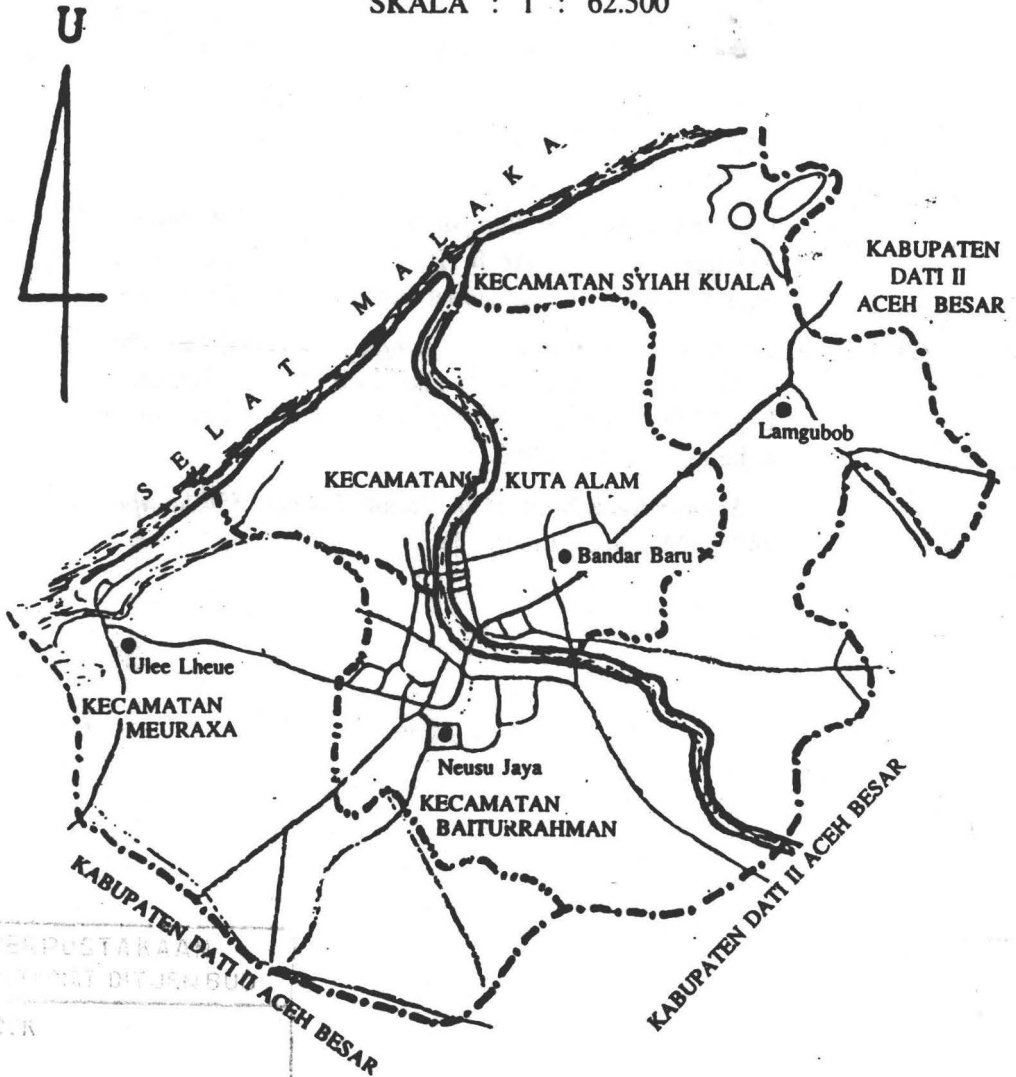 SKALA : 1 : 62.500
U
SELAT MALAKA
KECAMATAN SYIAH KUALA
KABUPATEN
DATI II
ACEH BESAR
Lamgubob
KECAMATAN KUTA ALAM
Bandar Baru
Ulee Lheue
KECAMATAN
MEURAXA
Neusu Jaya
KECAMATAN
BAITURRAHMAN
KABUPATEN DATI II ACEH BESAR
KABUPATEN DATI II ACEH BESAR